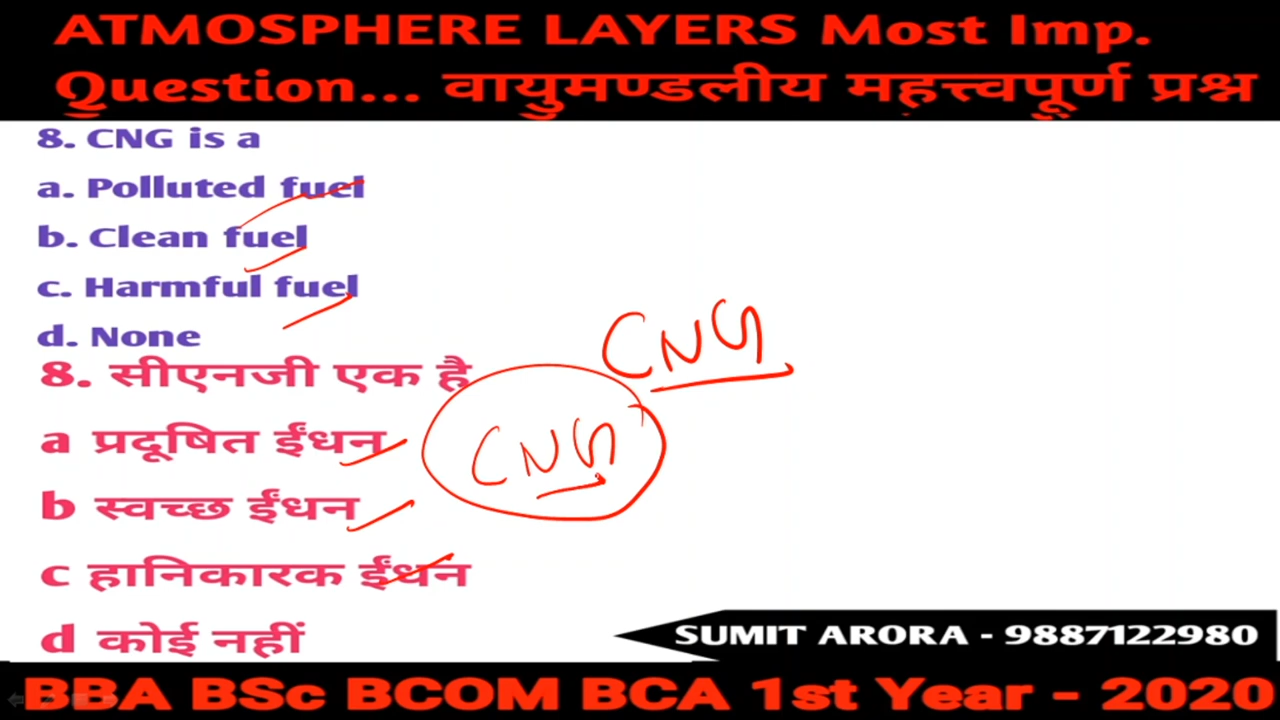 ATMOSPHERE LAYERS Most Imp.
Question... वायुमण्डलीय महत्त्वपूर्ण प्रश्न
8. CNG is a
a. Polluted fuel
b. Clean fuel
c. Harmful fuel
d. None
CNG
8. सीएनजी एक है
a प्रदूषित ईंधन
CNG
b स्वच्छ ईंधन
c हानिकारक ईंधन
d कोई नहीं
SUMIT ARORA - 9887122980
BBA BSc BCOM BCA 1st Year - 2020